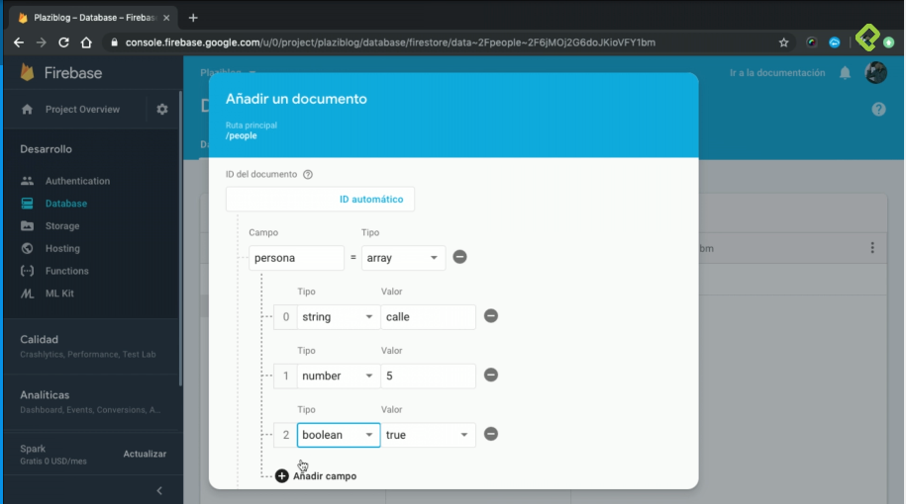 Plaziblog – Database – Firebas
console.firebase.google.com/u/0/project/plaziblog/database/firestore/data~2Fpeople~2F6jMOj2G6doJKioVFY1bm
Firebase
Plaziblog
Ir a la documentación
Project Overview
Desarrollo
Authentication
Database
Storage
Hosting
Functions
ML Kit
Calidad
Crashlytics, Performance, Test Lab
Analíticas
Dashboard, Events, Conversions, A...
Spark
Gratis 0 USD/mes
Actualizar
Añadir un documento
Ruta principal
/people
ID del documento
ID automático
Campo Tipo
persona = array
Tipo Valor
0 string calle
Tipo Valor
1 number 5
Tipo Valor
2 boolean true
Añadir campo
bm